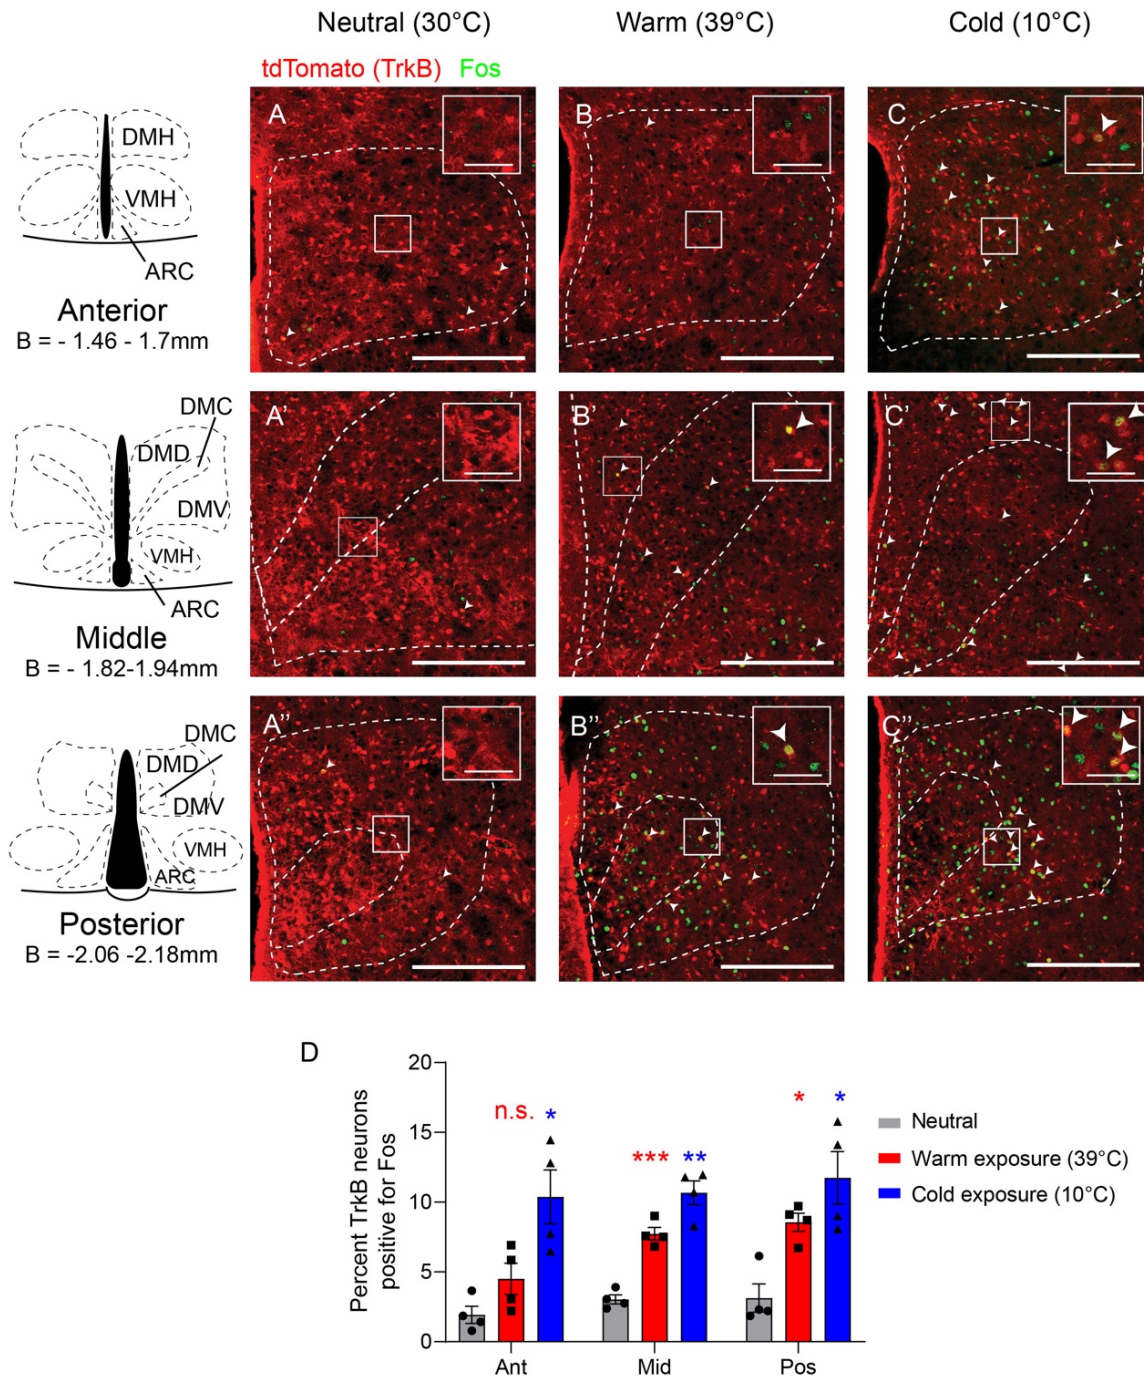 Neutral (30°C) Warm (39°C) Cold (10°C)
tdTomato (TrkB) Fos
A B C
DMH
VMH
ARC
Anterior
B = - 1.46 - 1.7mm
A' B' C'
DMC
DMD
DMV
VMH
ARC
Middle
B = - 1.82-1.94mm
A'' B'' C''
DMC
DMD
DMV
VMH
ARC
Posterior
B = -2.06 -2.18mm
D
Percent TrkB neurons
positive for Fos
20
15
10
5
0
n.s. * *** ** * *
Ant Mid Pos
Neutral
Warm exposure (39°C)
Cold exposure (10°C)